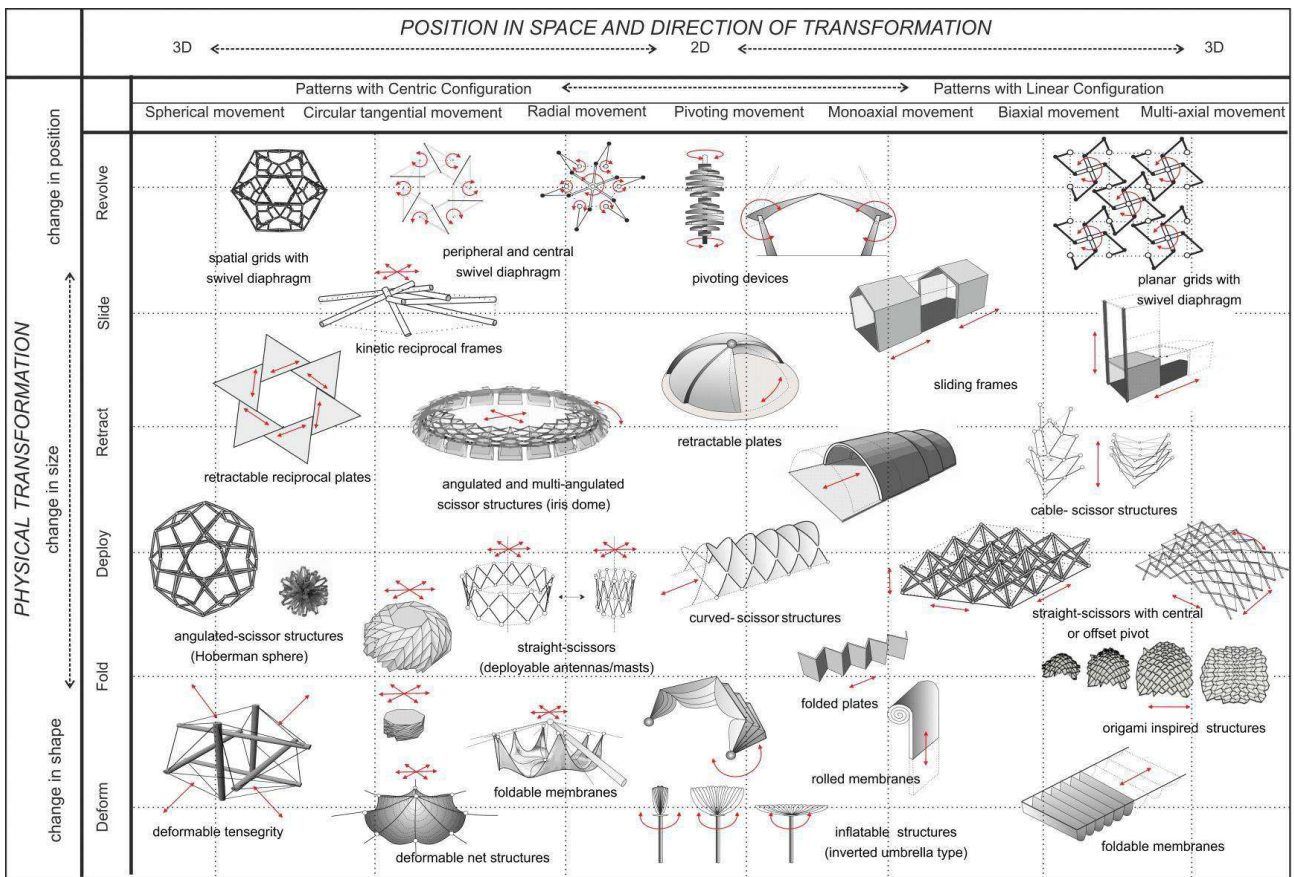 POSITION IN SPACE AND DIRECTION OF TRANSFORMATION
3D 2D 3D
Patterns with Centric Configuration Patterns with Linear Configuration
Spherical movement Circular tangential movement Radial movement Pivoting movement Monoaxial movement Biaxial movement Multi-axial movement
PHYSICAL TRANSFORMATION
change in position
change in size
change in shape
Revolve
Slide
Retract
Deploy
Fold
Deform
spatial grids with
swivel diaphragm
peripheral and central
swivel diaphragm
pivoting devices
planar grids with
swivel diaphragm
kinetic reciprocal frames
sliding frames
retractable reciprocal plates
angulated and multi-angulated
scissor structures (iris dome)
retractable plates
cable- scissor structures
angulated-scissor structures
(Hoberman sphere)
straight-scissors
(deployable antennas/masts)
curved- scissor structures
straight-scissors with central
or offset pivot
folded plates
origami inspired structures
rolled membranes
foldable membranes
deformable tensegrity
deformable net structures
inflatable structures
(inverted umbrella type)
foldable membranes